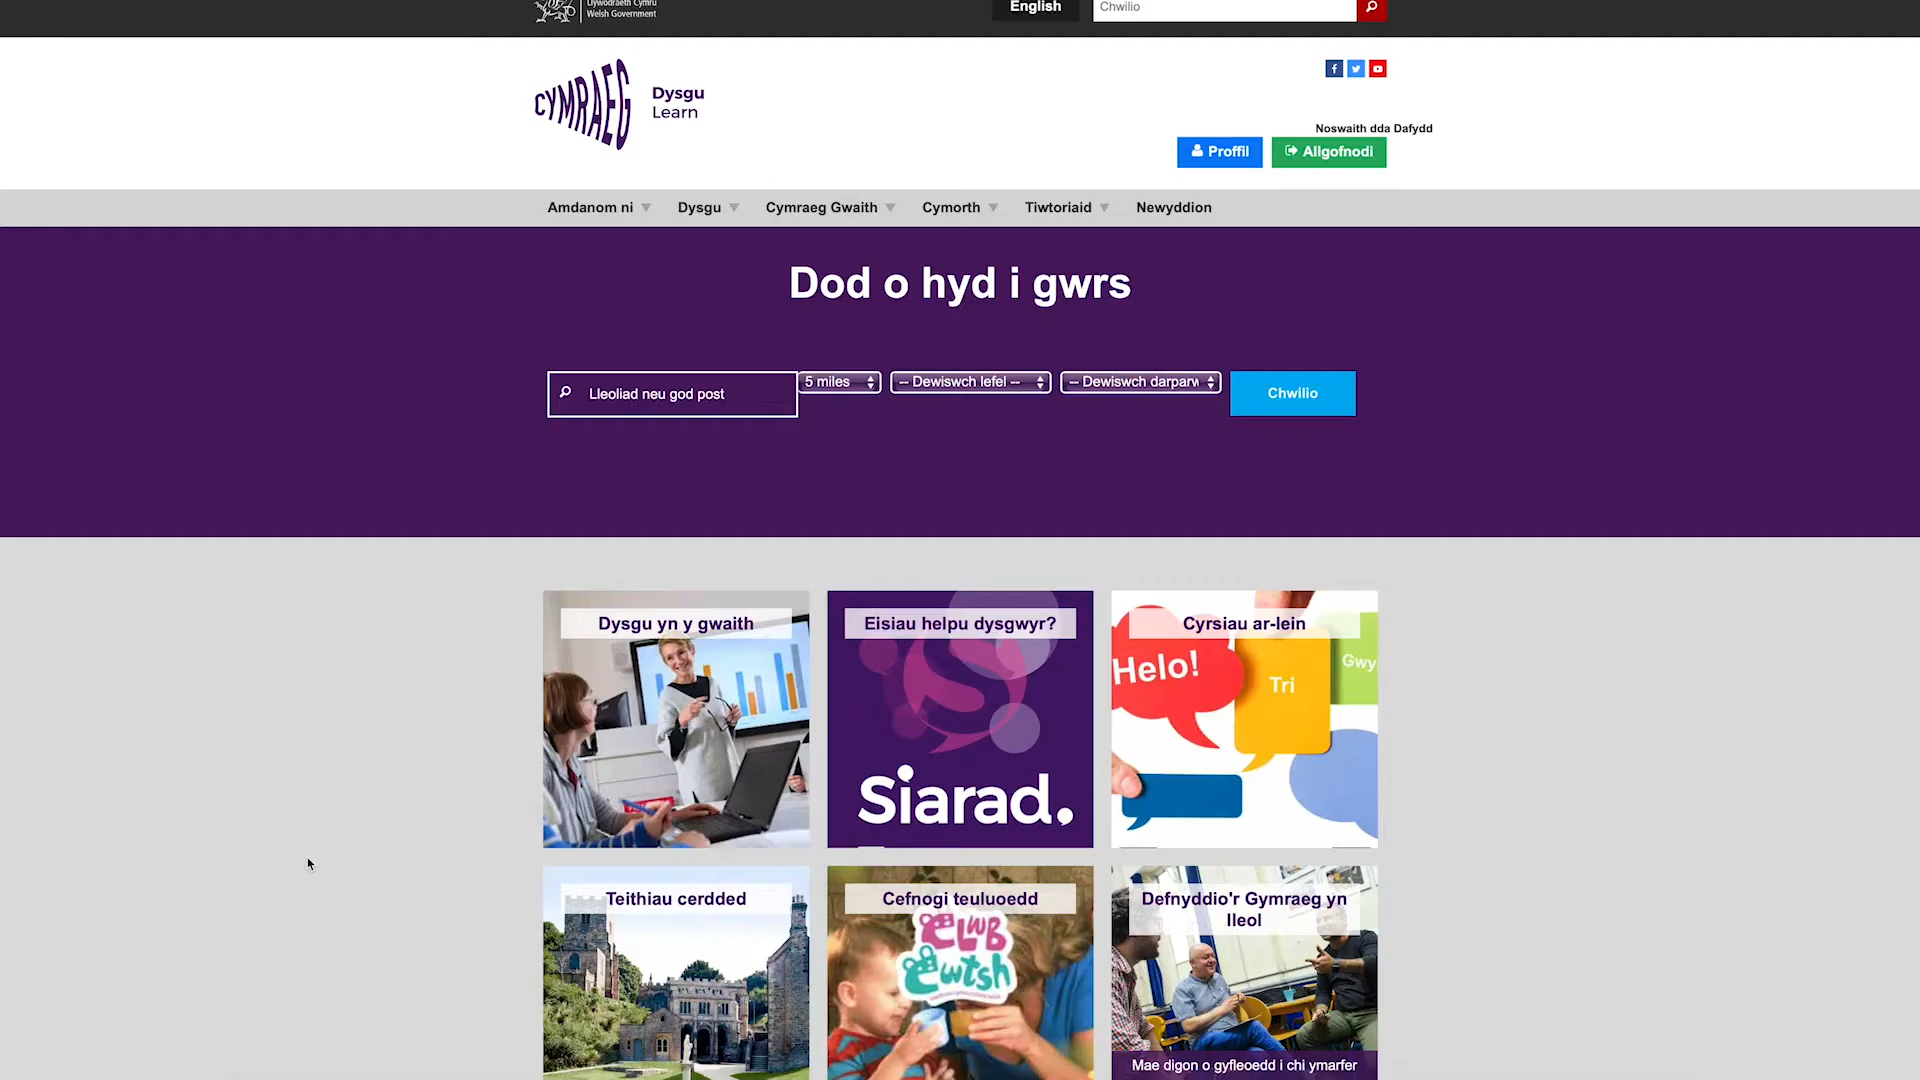 Llywodraeth Cymru
Welsh Government
English
Chwilio
CYMRAEG
Dysgu
Learn
Noswaith dda Dafydd
Proffil
Allgofnodi
Amdanom ni
Dysgu
Cymraeg Gwaith
Cymorth
Tiwtoriaid
Newyddion
Dod o hyd i gwrs
Lleoliad neu god post
5 miles
-- Dewiswch lefel --
-- Dewiswch darparw
Chwilio
Dysgu yn y gwaith
Eisiau helpu dysgwyr?
Siarad.
Cyrsiau ar-lein
Helo!
Tri
Gwy
Teithiau cerdded
Cefnogi teuluoedd
CLWB
Cwtsh
Defnyddio'r Gymraeg yn
lleol
Mae digon o gyfleoedd i chi ymarfer